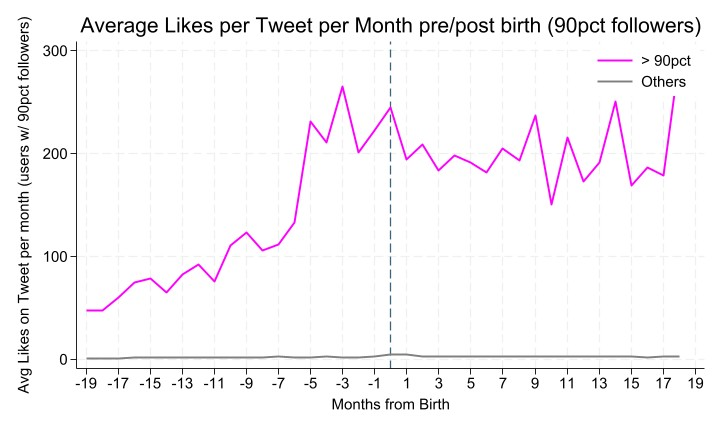 Average Likes per Tweet per Month pre/post birth (90pct followers)
> 90pct
Others
Avg Likes on Tweet per month (users w/ 90pct followers)
300
200
100
0
-19 -17 -15 -13 -11 -9 -7 -5 -3 -1 1 3 5 7 9 11 13 15 17 19
Months from Birth